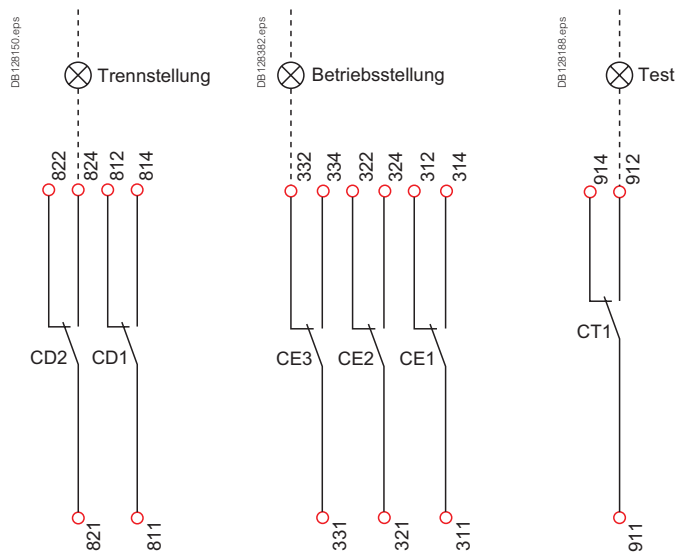 DB128150.eps
Trennstellung
822
824
812
814
CD2
CD1
821
811
DB128382.eps
Betriebsstellung
332
334
322
324
312
314
CE3
CE2
CE1
331
321
311
DB128188.eps
Test
914
912
CT1
911